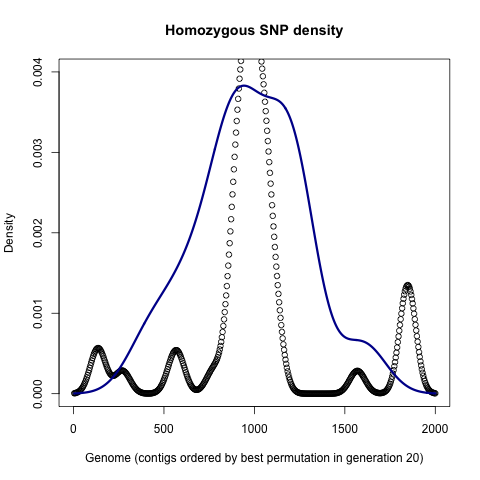 Homozygous SNP density
0.004
0.003
0.002
0.001
0.000
Density
0 500 1000 1500 2000
Genome (contigs ordered by best permutation in generation 20)